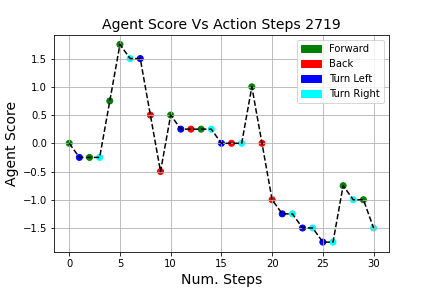 Agent Score Vs Action Steps 2719
Agent Score
1.5
1.0
0.5
0.0
−0.5
−1.0
−1.5
Forward
Back
Turn Left
Turn Right
0 5 10 15 20 25 30
Num. Steps